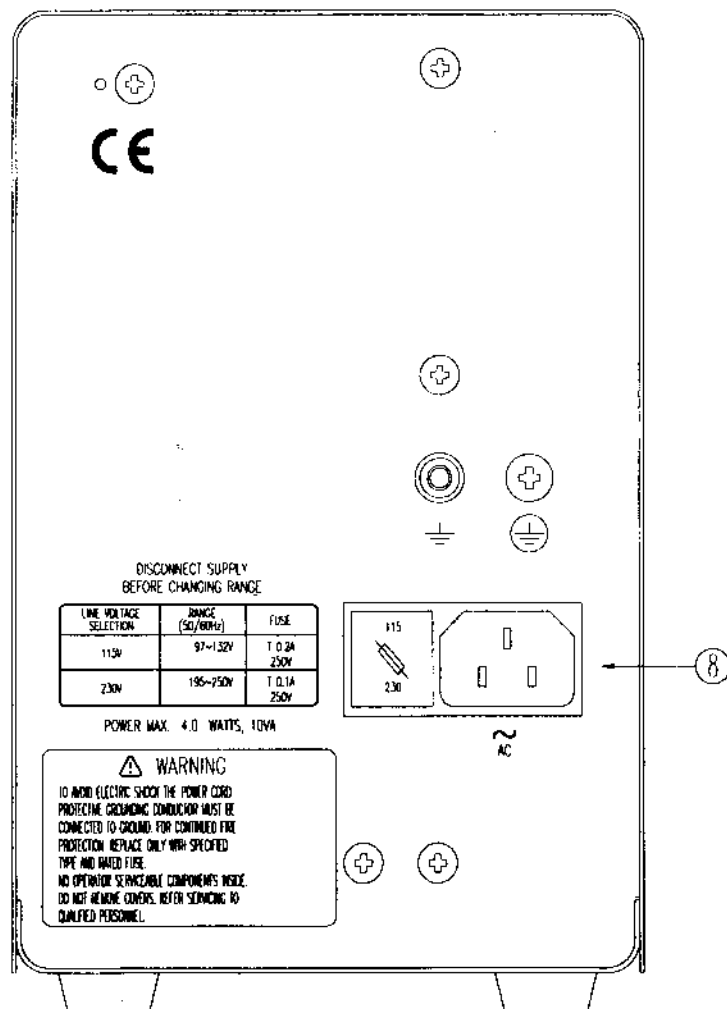 CE
DISCONNECT SUPPLY
BEFORE CHANGING RANGE
LINE VOLTAGE SELECTION RANGE (50/60Hz) FUSE
115V 97~132V T 0.2A 250V
230V 195~250V T 0.1A 250V
POWER MAX. 4.0 WATTS, 10VA
115
230
8
AC
WARNING
TO AVOID ELECTRIC SHOCK THE POWER CORD
PROTECTIVE GROUNDING CONDUCTOR MUST BE
CONNECTED TO GROUND. FOR CONTINUED FIRE
PROTECTION REPLACE ONLY WITH SPECIFIED
TYPE AND RATED FUSE.
NO OPERATOR SERVICEABLE COMPONENTS INSIDE.
DO NOT REMOVE COVERS. REFER SERVICING TO
QUALIFIED PERSONNEL.